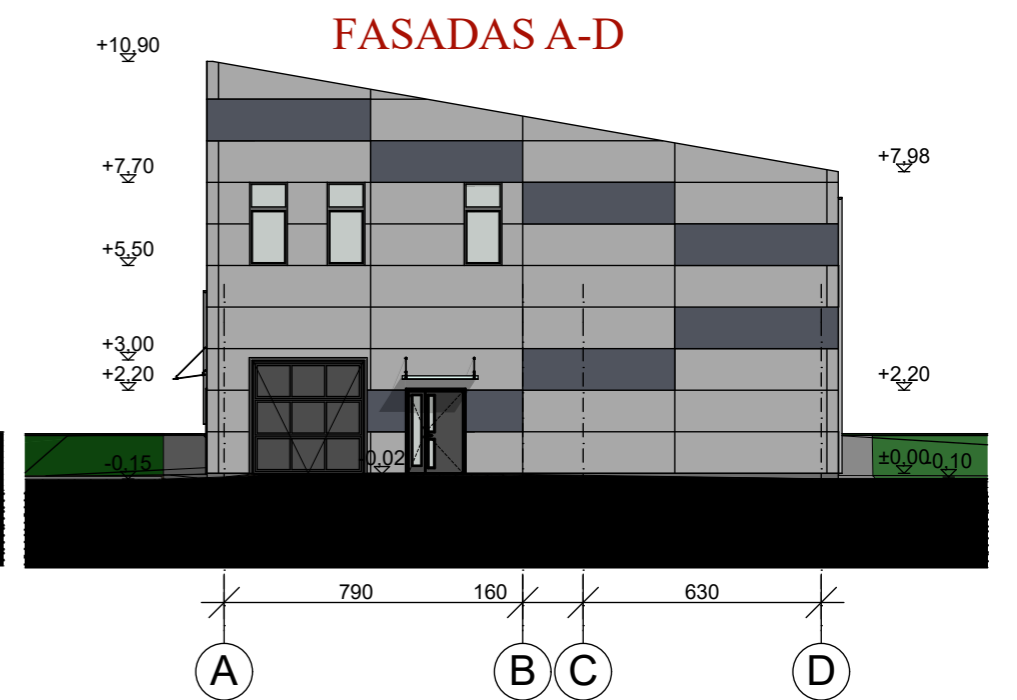 FASADAS A-D
+10,90
+7,98
+7,70
+5,50
+3,00
+2,20
+2,20
-0,15
-0,02
±0,00
-0,10
790
160
630
A
B
C
D